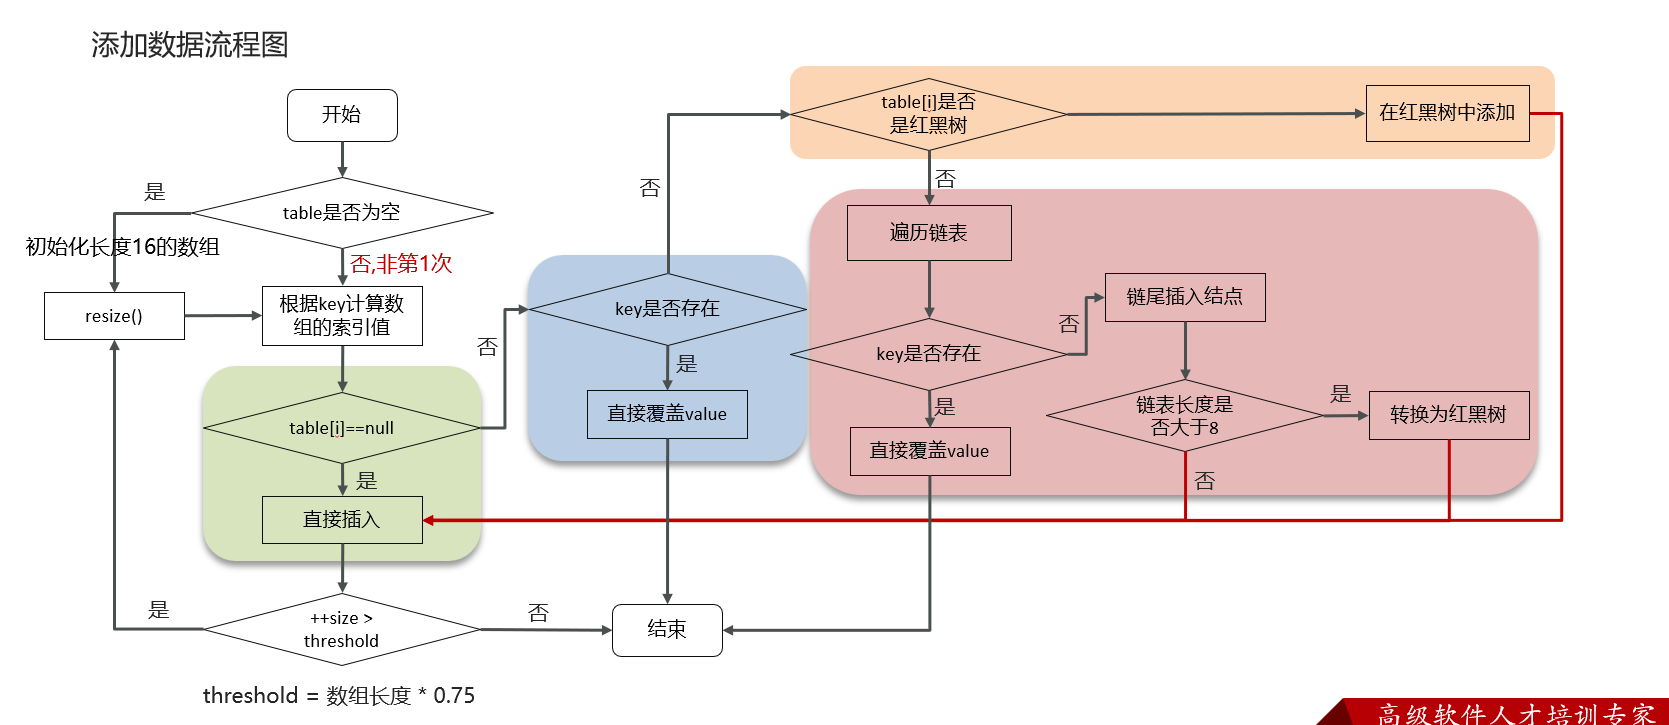 添加数据流程图
开始
table是否为空
是
初始化长度16的数组
否,非第1次
resize()
根据key计算数
组的索引值
table[i]==null
否
是
直接插入
++size >
threshold
是
否
结束
threshold = 数组长度 * 0.75
key是否存在
否
是
直接覆盖value
table[i]是否
是红黑树
在红黑树中添加
否
遍历链表
key是否存在
否
是
直接覆盖value
链尾插入结点
链表长度是
否大于8
是
否
转换为红黑树
高级软件人才培训专家